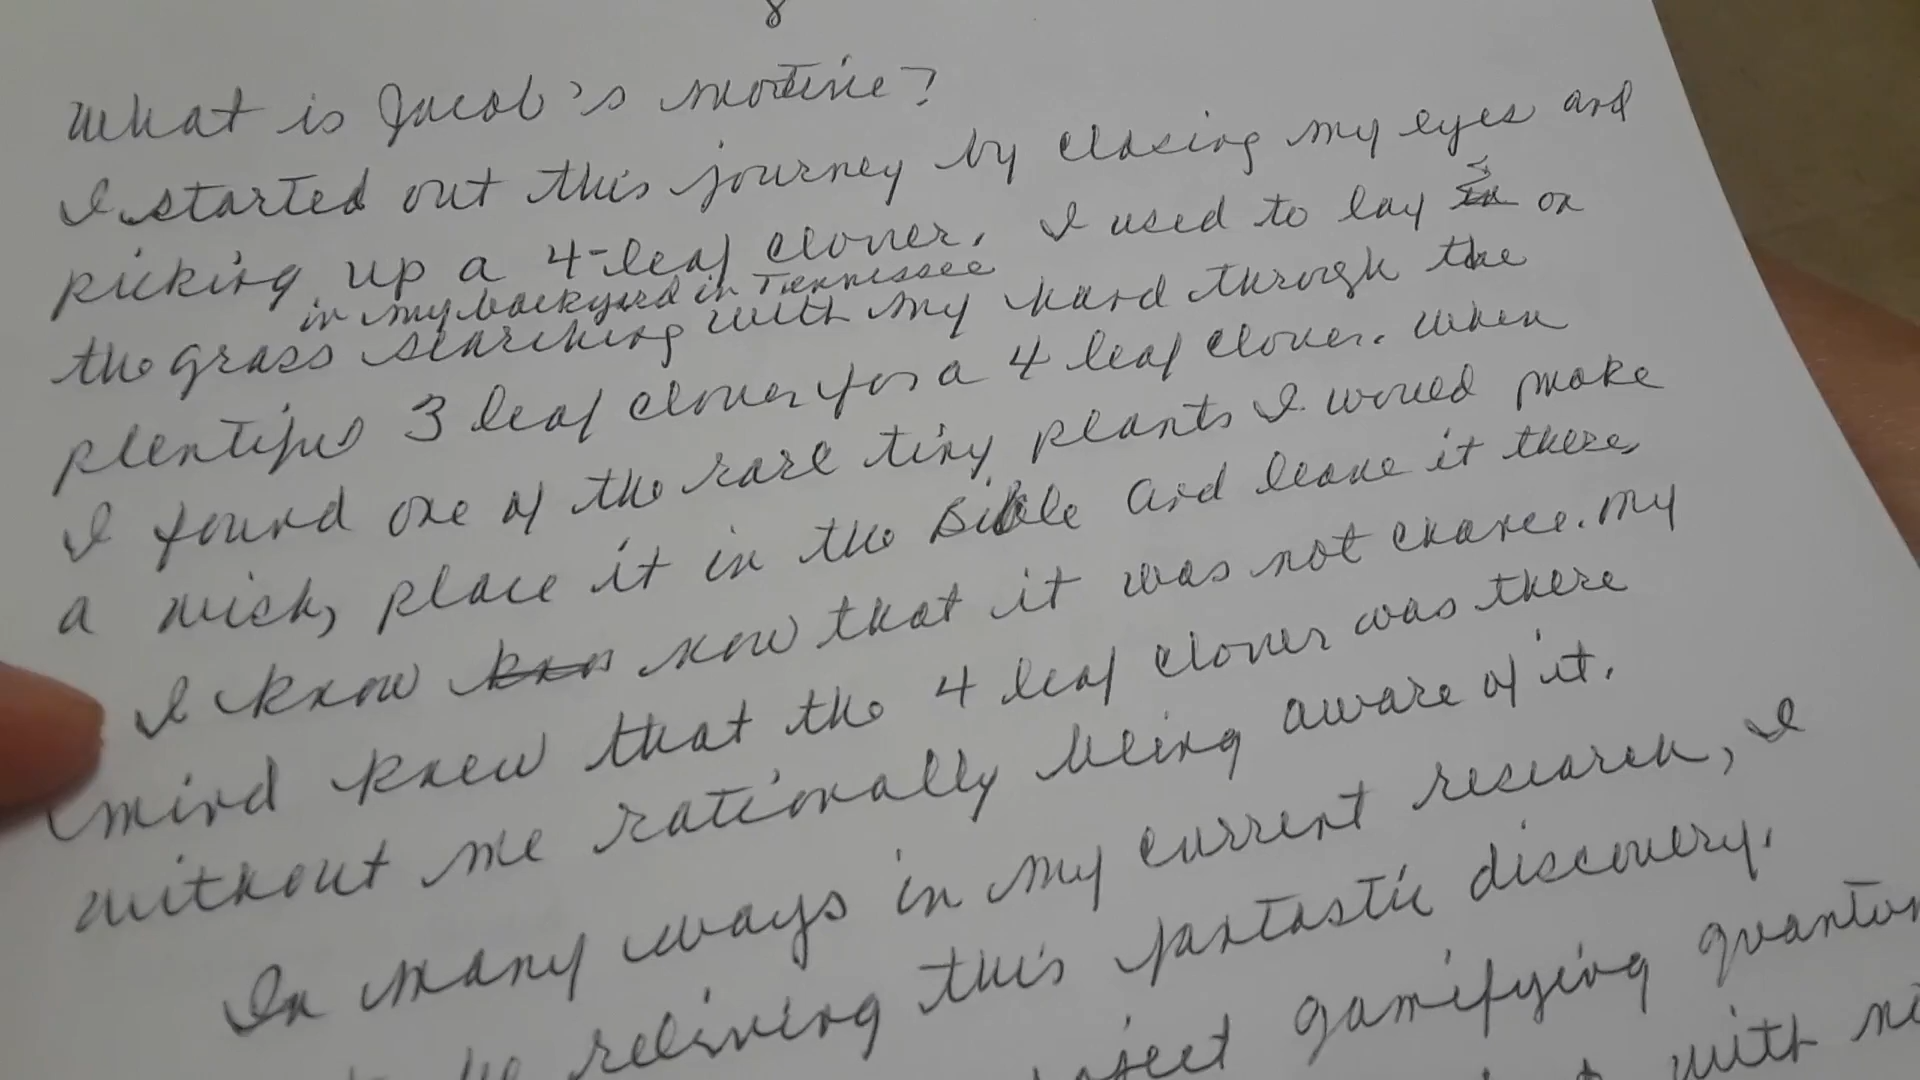 8
What is Jacob's motive?
I started out this journey by closing my eyes and
picking up a 4-leaf clover. I used to lay in on
in my backyard in Tennessee
the grass searching with my hand through the
plentiful 3 leaf clover for a 4 leaf clover. When
I found one of the rare tiny plants I would make
a wish, place it in the Bible and leave it there.
I know now that it was not chance. My
mind knew that the 4 leaf clover was there
without me rationally being aware of it.
In many ways in my current research, I
be reliving this fantastic discovery.
gamifying
with